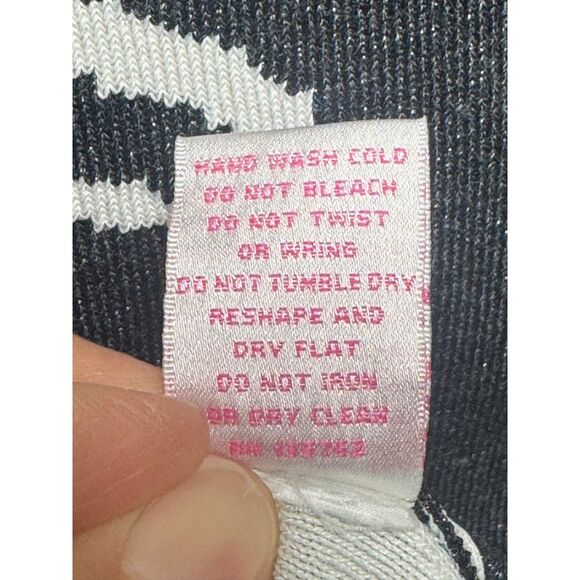 HAND WASH COLD
DO NOT BLEACH
DO NOT TWIST
OR WRING
DO NOT TUMBLE DRY
RESHAPE AND
DRY FLAT
DO NOT IRON
OR DRY CLEAN
RN